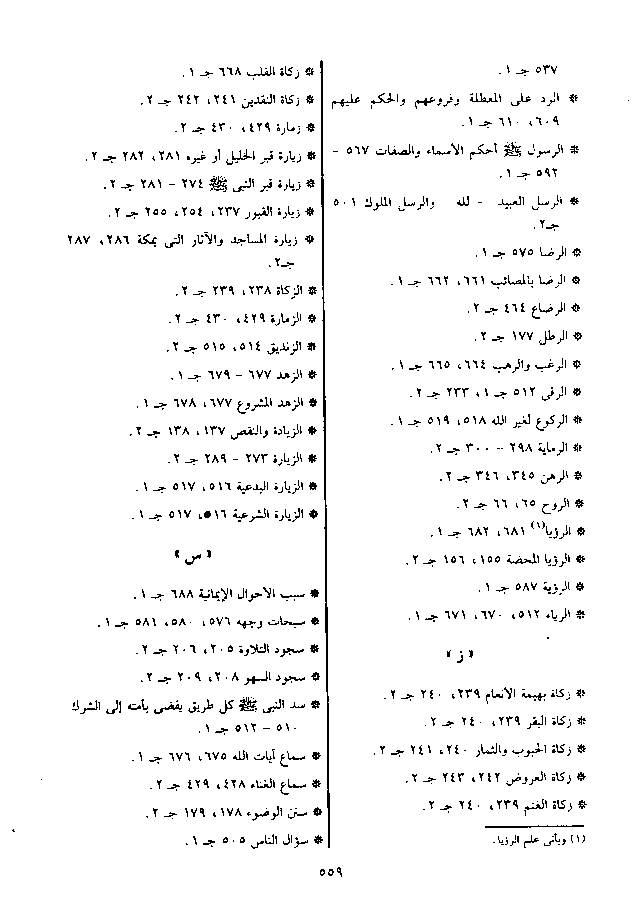 ٥٣٧ جـ ١.
* الرد على المعطلة وفروعهم والحكم عليهم
٦٠٩، ٦١٠ جـ ١.
* الرسول ﷺ أحكم الأسماء والصفات ٥٦٧ -
٥٩٢ جـ ١.
* الرسل العبيد - لله والرسل الملوك ٥٠١
جـ٢.
* الرضا ٥٧٥ جـ ١.
* الرضا بالمصائب ٦٦١، ٦٦٢ جـ ١.
* الرضاع ٤٦٤ جـ ٢.
* الرطل ١٧٧ جـ ٢.
* الرغب والرهب ٦٦٤، ٦٦٥ جـ ١.
* الرقى ٥١٢ جـ ١، ٢٣٣ جـ ٢.
* الركوع لغير الله ٥١٨، ٥١٩ جـ ١.
* الرماية ٢٩٨ - ٣٠٠ جـ ٢.
* الرهن ٣٤٥، ٣٤٦ جـ ٢.
* الروح ٦٥، ٦٦ جـ ٢.
* الرؤيا(١) ٦٨١، ٦٨٢ جـ ١.
* الرؤيا المحضة ١٥٥، ١٥٦ جـ ٢.
* الرؤية ٥٨٧ جـ ١.
* الرياء ٥١٢، ٦٧٠، ٦٧١ جـ ١.
« ز »
* زكاة بهيمة الأنعام ٢٣٩، ٢٤٠ جـ ٢.
* زكاة البقر ٢٣٩، ٢٤٠ جـ ٢.
* زكاة الحبوب والثمار ٢٤٠، ٢٤١ جـ ٢.
* زكاة العروض ٢٤٢، ٢٤٣ جـ ٢.
* زكاة الغنم ٢٣٩، ٢٤٠ جـ ٢.
(١) ويأتى علم الرؤيا.
* زكاة القلب ٦٦٨ جـ ١.
* زكاة النقدين ٢٤١، ٢٤٢ جـ ٢.
* زمارة ٤٢٩، ٤٣٠ جـ ٢.
* زيارة قبر الخليل أو غيره ٢٨١، ٢٨٢ جـ ٢.
* زيارة قبر النبى ﷺ ٢٧٤ - ٢٨١ جـ ٢.
* زيارة القبور ٢٣٧، ٢٥٤، ٢٥٥ جـ ٢.
* زيارة المساجد والآثار التى بمكة ٢٨٦، ٢٨٧
جـ٢.
* الزكاة ٢٣٨، ٢٣٩ جـ ٢.
* الزمارة ٤٢٩، ٤٣٠ جـ ٢.
* الزنديق ٥١٤، ٥١٥ جـ ٢.
* الزهد ٦٧٧ - ٦٧٩ جـ ١.
* الزهد المشروع ٦٧٧، ٦٧٨ جـ ١.
* الزيادة والنقص ١٣٧، ١٣٨ جـ ٢.
* الزيارة ٢٧٣ - ٢٨٩ جـ ٢.
* الزيارة البدعية ٥١٦، ٥١٧ جـ ١.
* الزيارة الشرعية ٥١٦، ٥١٧ جـ ١.
« س »
* سبب الأحوال الإيمانية ٦٨٨ جـ ١.
* سبحات وجهه ٥٧٦، ٥٨٠، ٥٨١ جـ ١.
* سجود التلاوة ٢٠٥، ٢٠٦ جـ ٢.
* سجود السهو ٢٠٨، ٢٠٩ جـ ٢.
* سد النبى ﷺ كل طريق يفضى بأمته إلى الشرك
٥١٠ - ٥١٢ جـ ١.
* سماع آيات الله ٦٧٥، ٦٧٦ جـ ١.
* سماع الغناء ٤٢٨، ٤٢٩ جـ ٢.
* سنن الوضوء ١٧٨، ١٧٩ جـ ٢.
* سؤال الناس ٥٠٥ جـ ١.
٥٥٩